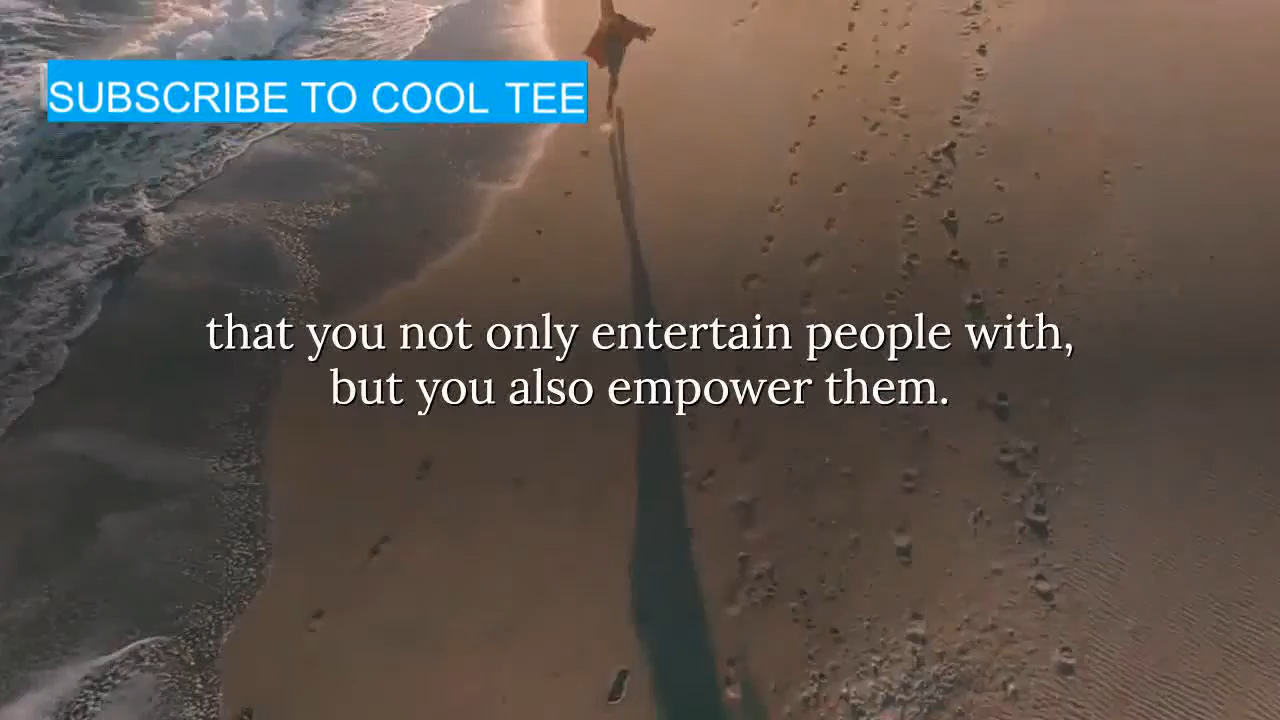 SUBSCRIBE TO COOL TEE
that you not only entertain people with,
but you also empower them.